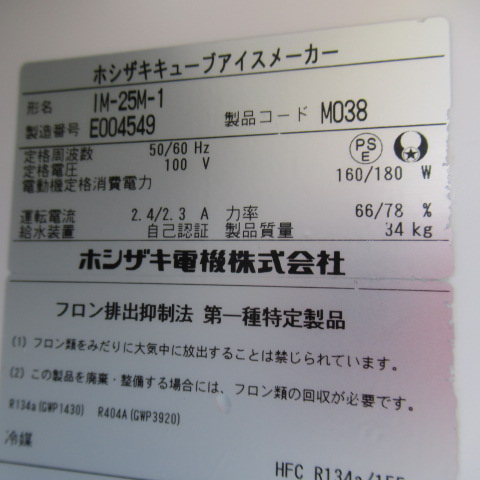 ホシザキキューブアイスメーカー
形名 IM-25M-1
製造番号 E004549 製品コード M038
定格周波数 50/60 Hz
定格電圧 100 V
電動機定格消費電力 160/180 W
PS E
運転電流 2.4/2.3 A 力率 66/78 %
給水装置 自己認証 製品質量 34 kg
ホシザキ電機株式会社
フロン排出抑制法 第一種特定製品
(1) フロン類をみだりに大気中に放出することは禁じられています。
(2) この製品を廃棄・整備する場合には、フロン類の回収が必要です。
R134a(GWP1430) R404A(GWP3920)
冷媒
HFC R134a/155